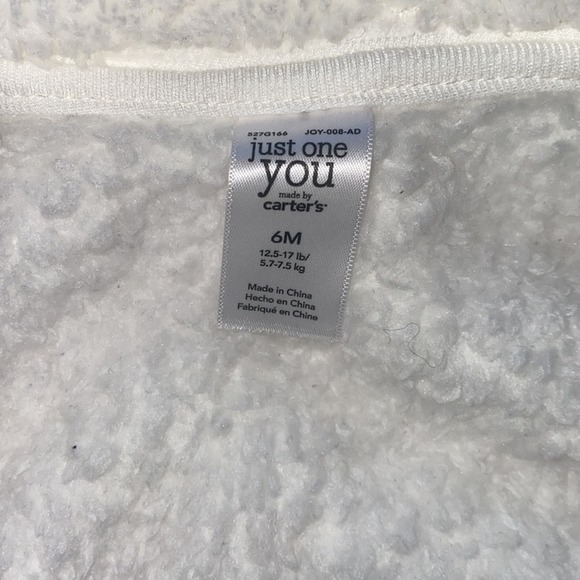 527G166 JOY-008-AD
just one
you
made by
carter's
6M
12.5-17 lb/
5.7-7.5 kg
Made in China
Hecho en China
Fabriqué en Chine